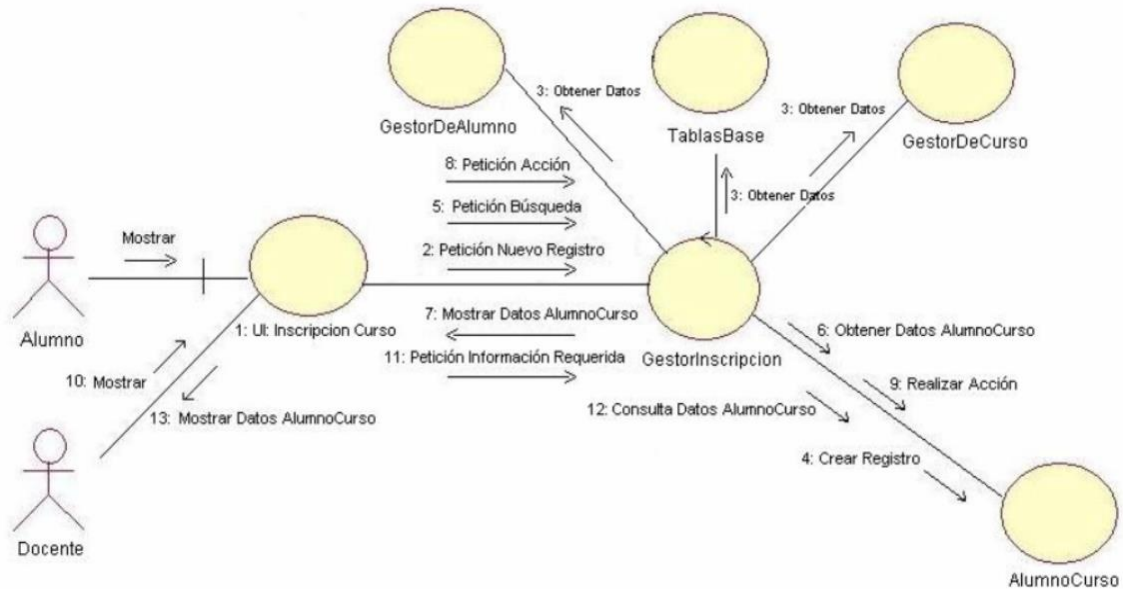 3: Obtener Datos
3: Obtener Datos
GestorDeAlumno
TablasBase
GestorDeCurso
8: Petición Acción
3: Obtener Datos
5: Petición Búsqueda
Mostrar
2: Petición Nuevo Registro
7: Mostrar Datos AlumnoCurso
1: UI: Inscripcion Curso
6: Obtener Datos AlumnoCurso
Alumno
11: Petición Información Requerida
GestorInscripcion
10: Mostrar
9: Realizar Acción
12: Consulta Datos AlumnoCurso
13: Mostrar Datos AlumnoCurso
4: Crear Registro
Docente
AlumnoCurso